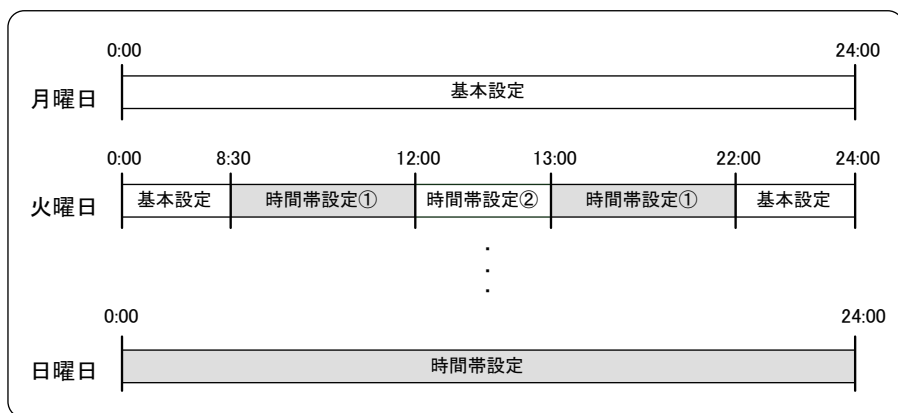 0:00 24:00
月曜日 基本設定
0:00 8:30 12:00 13:00 22:00 24:00
火曜日 基本設定 時間帯設定① 時間帯設定② 時間帯設定① 基本設定
0:00 24:00
日曜日 時間帯設定